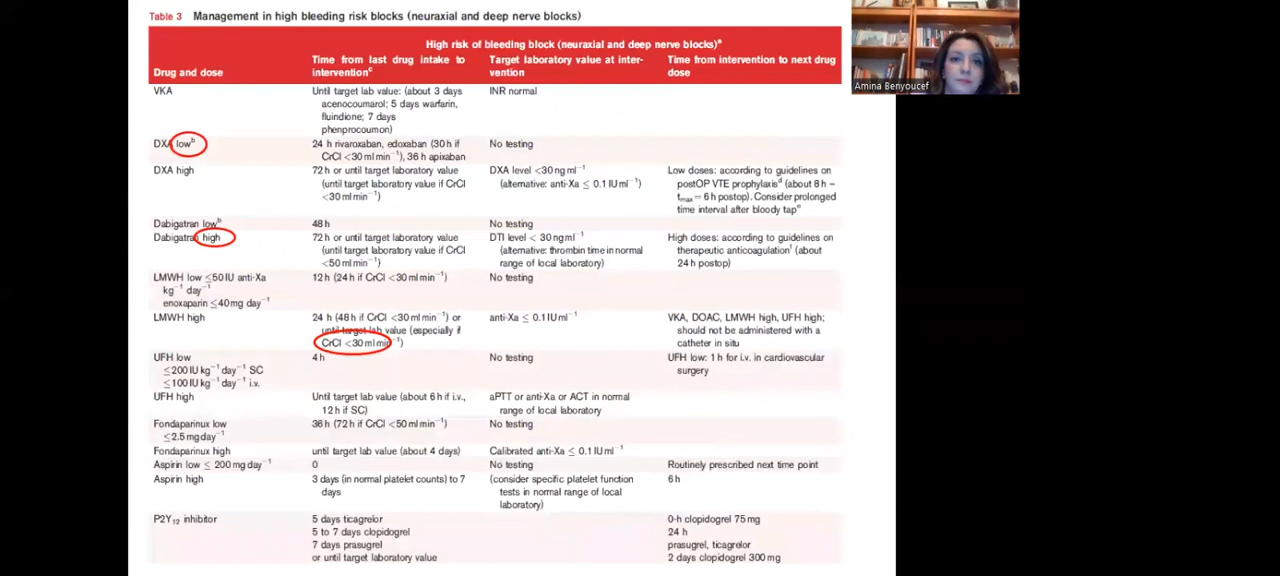 Table 3 Management in high bleeding risk blocks (neuraxial and deep nerve blocks)
High risk of bleeding block (neuraxial and deep nerve blocks)a
Drug and dose
Time from last drug intake to
interventionc
Target laboratory value at inter-
vention
Time from intervention to next drug
dose
VKA
Until target lab value: (about 3 days
acenocoumarol; 5 days warfarin,
fluindione; 7 days
phenprocoumon)
INR normal
DXA lowb
24 h rivaroxaban, edoxaban (30 h if
CrCl <30 ml min−1), 36 h apixaban
No testing
DXA high
72 h or until target laboratory value
(until target laboratory value if CrCl
<30 ml min−1)
DXA level <30 ng ml−1
(alternative: anti-Xa ≤ 0.1 IU ml−1)
Low doses: according to guidelines on
postOP VTE prophylaxisd (about 8 h –
tmax = 6 h postop). Consider prolonged
time interval after bloody tape
Dabigatran lowb
48 h
No testing
Dabigatran high
72 h or until target laboratory value
(until target laboratory value if CrCl
<50 ml min−1)
DTI level < 30 ng ml−1
(alternative: thrombin time in normal
range of local laboratory)
High doses: according to guidelines on
therapeutic anticoagulationf (about
24 h postop)
LMWH low ≤50 IU anti-Xa
kg−1 day−1
enoxaparin ≤40 mg day−1
12 h (24 h if CrCl <30 ml min−1)
No testing
LMWH high
24 h (48 h if CrCl <30 ml min−1) or
until target lab value (especially if
CrCl <30 ml min−1)
anti-Xa ≤ 0.1 IU ml−1
VKA, DOAC, LMWH high, UFH high;
should not be administered with a
catheter in situ
UFH low
≤200 IU kg−1 day−1 SC
≤100 IU kg−1 day−1 i.v.
4 h
No testing
UFH low: 1 h for i.v. in cardiovascular
surgery
UFH high
Until target lab value (about 6 h if i.v.,
12 h if SC)
aPTT or anti-Xa or ACT in normal
range of local laboratory
Fondaparinux low
≤2.5 mg day−1
36 h (72 h if CrCl <50 ml min−1)
No testing
Fondaparinux high
until target lab value (about 4 days)
Calibrated anti-Xa ≤ 0.1 IU ml−1
Aspirin low ≤ 200 mg day−1
0
No testing
Routinely prescribed next time point
Aspirin high
3 days (in normal platelet counts) to 7
days
(consider specific platelet function
tests in normal range of local
laboratory)
6 h
P2Y12 inhibitor
5 days ticagrelor
5 to 7 days clopidogrel
7 days prasugrel
or until target laboratory value
0-h clopidogrel 75 mg
24 h
prasugrel, ticagrelor
2 days clopidogrel 300 mg
Amina Benyoucef